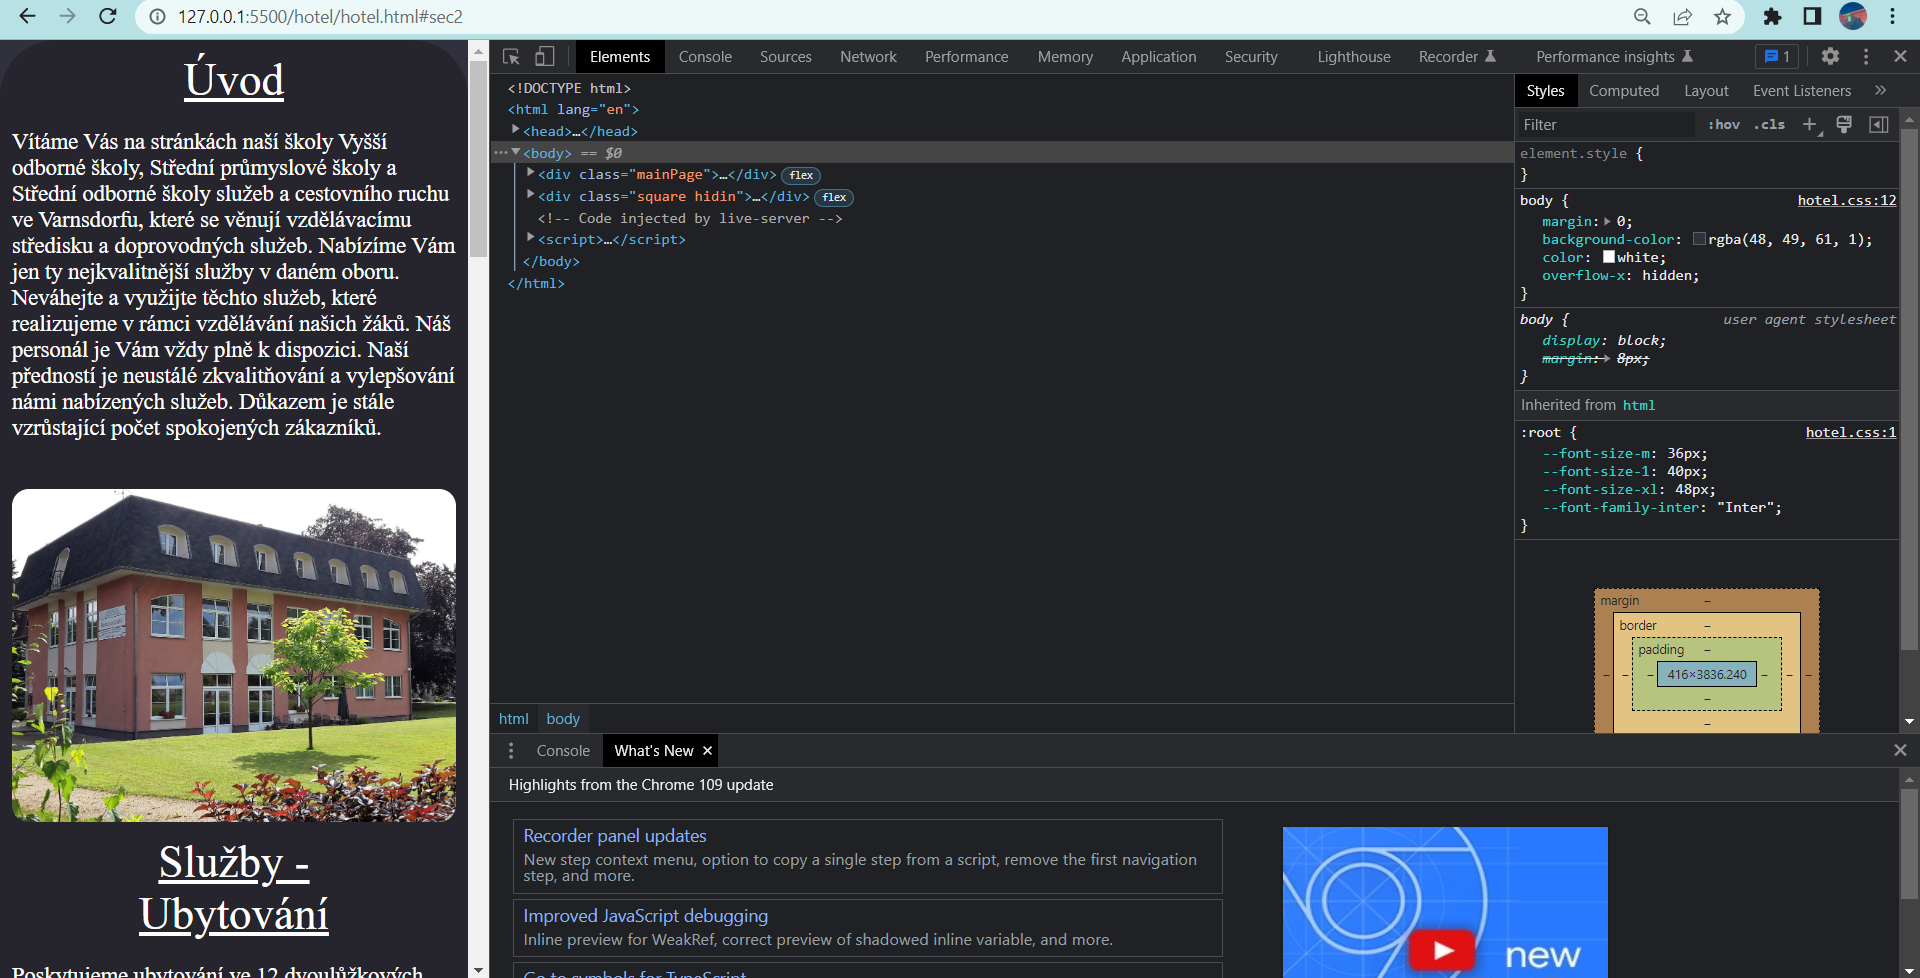 127.0.0.1:5500/hotel/hotel.html#sec2
Úvod
Vítáme Vás na stránkách naší školy Vyšší
odborné školy, Střední průmyslové školy a
Střední odborné školy služeb a cestovního ruchu
ve Varnsdorfu, které se věnují vzdělávacímu
středisku a doprovodných služeb. Nabízíme Vám
jen ty nejkvalitnější služby v daném oboru.
Neváhejte a využijte těchto služeb, které
realizujeme v rámci vzdělávání našich žáků. Náš
personál je Vám vždy plně k dispozici. Naší
předností je neustálé zkvalitňování a vylepšování
námi nabízených služeb. Důkazem je stále
vzrůstající počet spokojených zákazníků.
Služby -
Ubytování
Poskytujeme ubytování ve 12 dvoulůžkových
Elements Console Sources Network Performance Memory Application Security Lighthouse Recorder Performance insights 1
<!DOCTYPE html>
<html lang="en">
<head>…</head>
<body> == $0
<div class="mainPage">…</div> flex
<div class="square hidin">…</div> flex
<!-- Code injected by live-server -->
<script>…</script>
</body>
</html>
html body
Styles Computed Layout Event Listeners »
Filter :hov .cls
element.style {
}
body { hotel.css:12
margin: 0;
background-color: rgba(48, 49, 61, 1);
color: white;
overflow-x: hidden;
}
body { user agent stylesheet
display: block;
margin: 8px;
}
Inherited from html
:root { hotel.css:1
--font-size-m: 36px;
--font-size-l: 40px;
--font-size-xl: 48px;
--font-family-inter: "Inter";
}
margin –
border –
padding –
– – – 416×3836.240 – – –
–
–
Console What's New
Highlights from the Chrome 109 update
Recorder panel updates
New step context menu, option to copy a single step from a script, remove the first navigation
step, and more.
Improved JavaScript debugging
Inline preview for WeakRef, correct preview of shadowed inline variable, and more.
Go to symbols for TypeScript
new